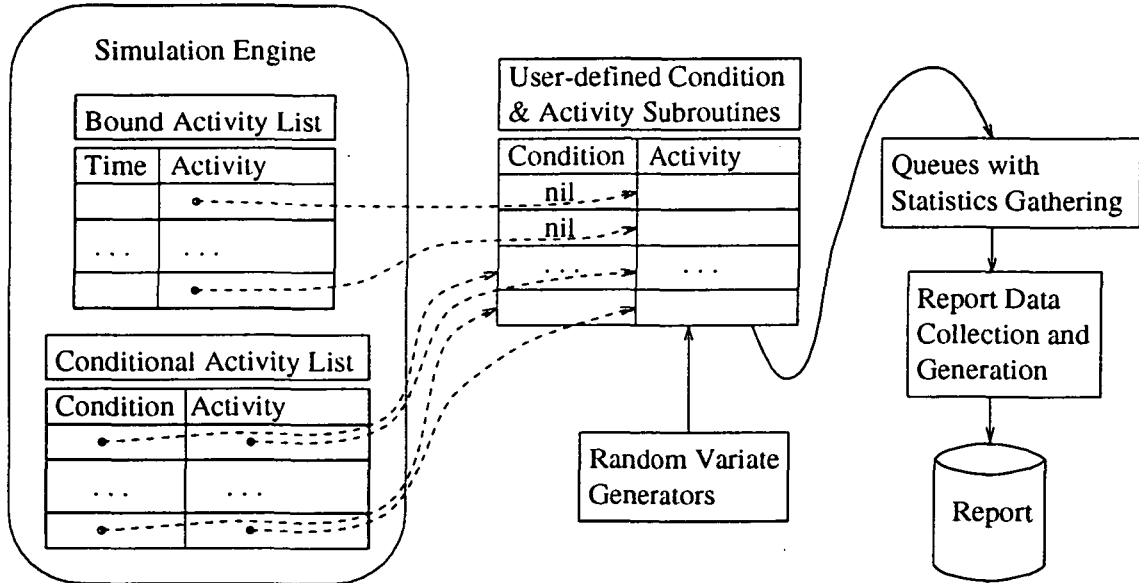 Simulation Engine
Bound Activity List
Time Activity
... ...
Conditional Activity List
Condition Activity
... ...
User-defined Condition
& Activity Subroutines
Condition Activity
nil
nil
... ...
Random Variate
Generators
Queues with
Statistics Gathering
Report Data
Collection and
Generation
Report